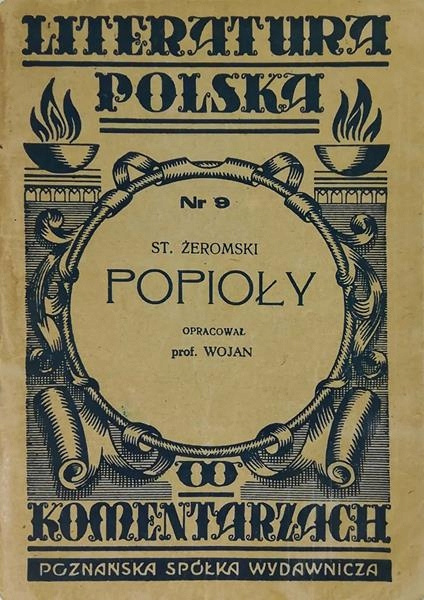 LITERATURA
POLSKA
Nr 9
ST. ŻEROMSKI
POPIOŁY
OPRACOWAŁ
prof. WOJAN
W
KOMENTARZACH
POZNAŃSKA SPÓŁKA WYDAWNICZA